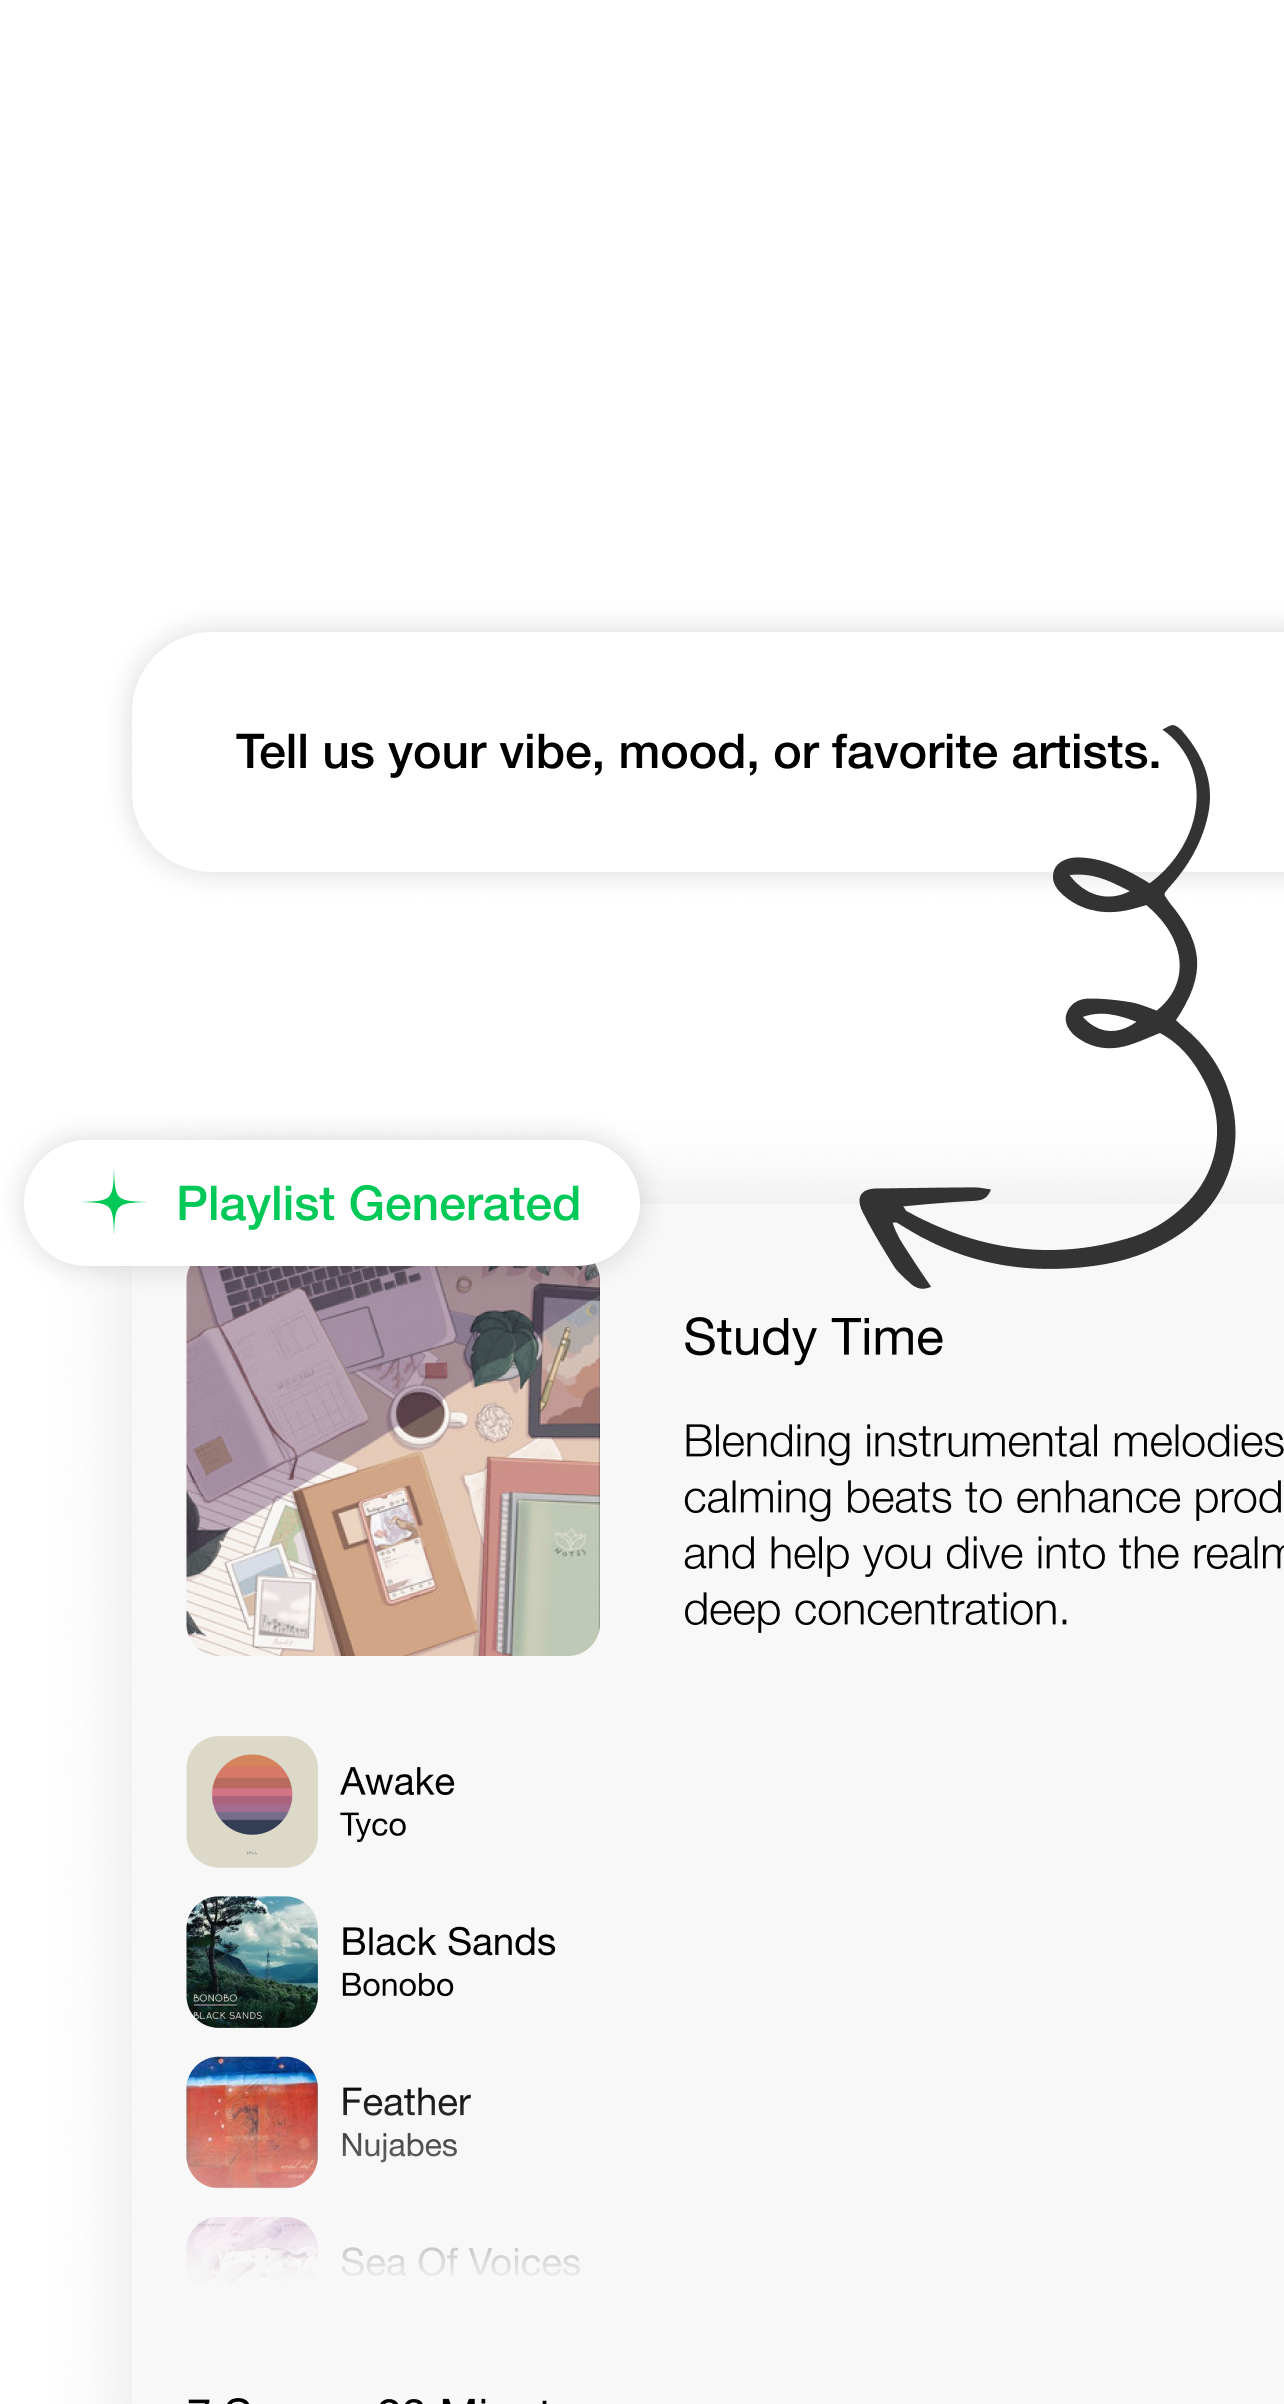 Tell us your vibe, mood, or favorite artists.
Playlist Generated
Study Time
Blending instrumental melodies
calming beats to enhance prod
and help you dive into the realm
deep concentration.
NOTES
Awake
Tyco
BONOBO
BLACK SANDS
Black Sands
Bonobo
Feather
Nujabes
Sea Of Voices